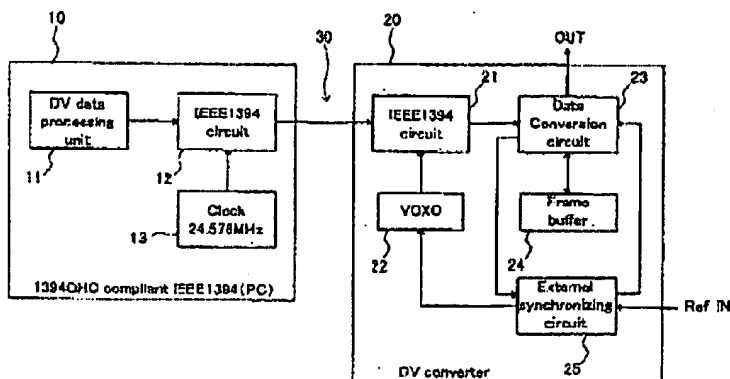 10
30
20
OUT
21
23
DV data
processing
unit
IEEE1394
circuit
IEEE1394
circuit
Data
Conversion
circuit
11
12
Clock
24.576MHz
13
VOXO
22
Frame
buffer
24
External
synchronizing
circuit
Ref IN
25
1394OHO compliant IEEE1394(PC)
DV converter